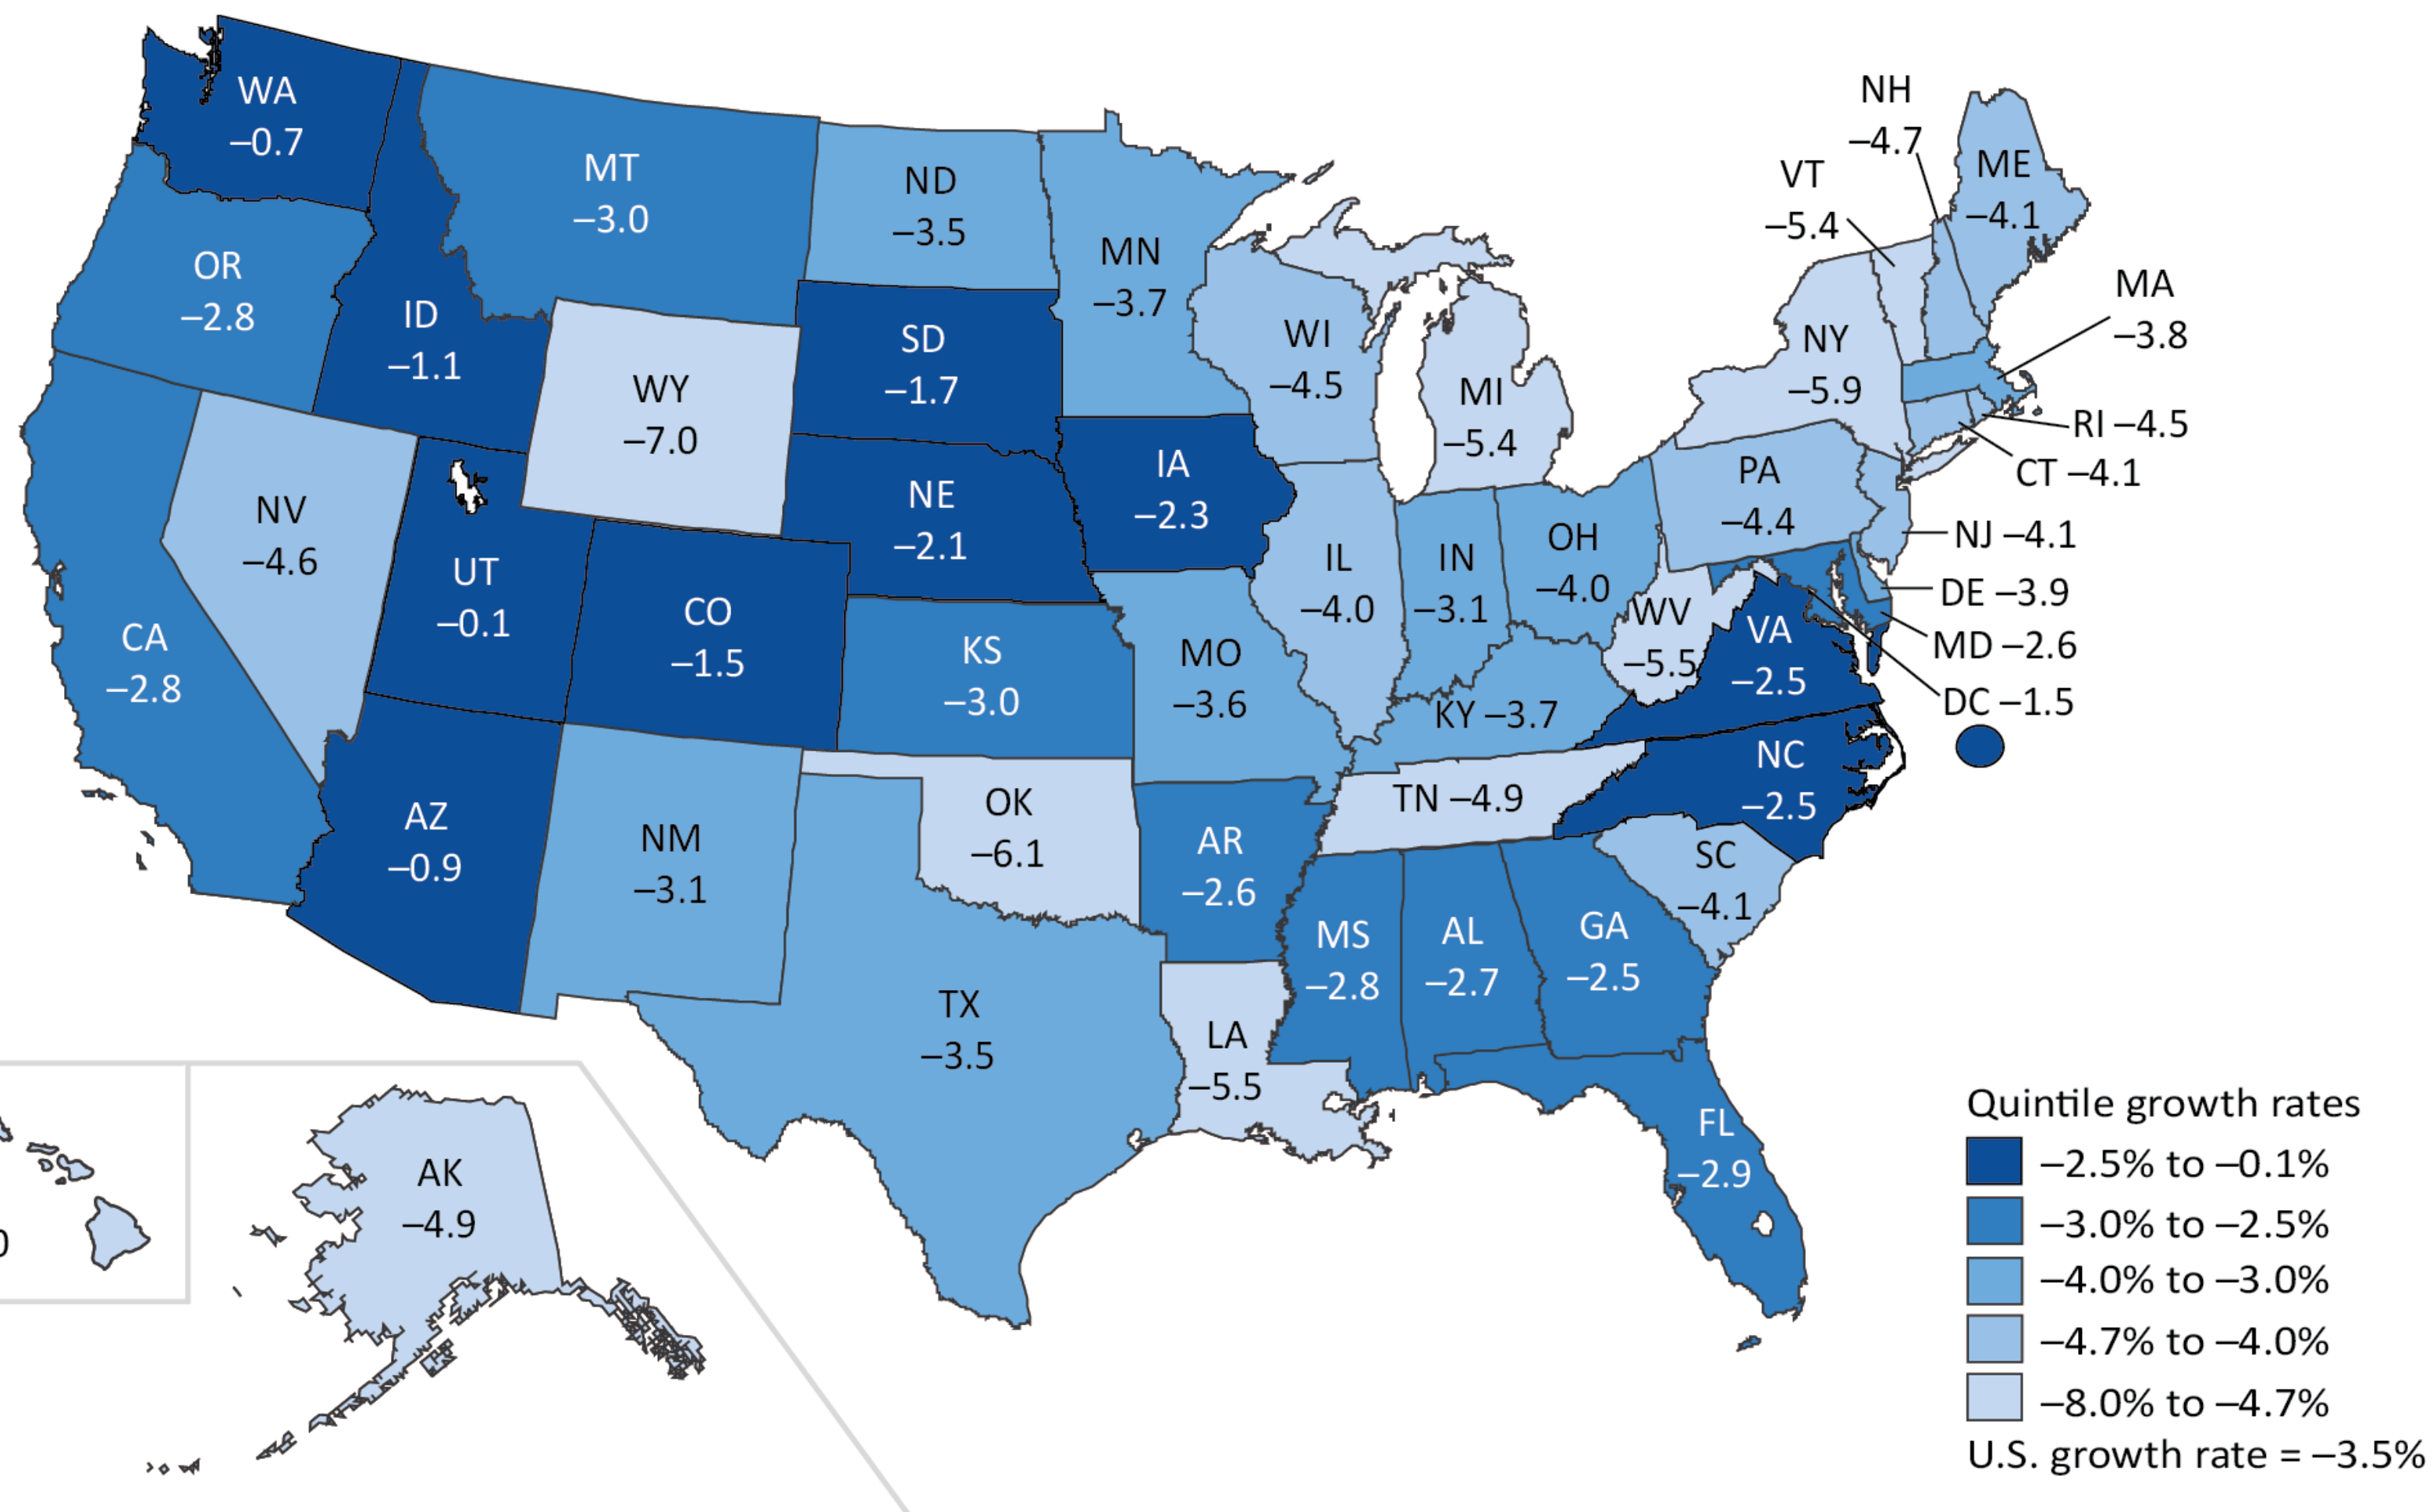 WA
–0.7
MT
–3.0
ND
–3.5
MN
–3.7
OR
–2.8
ID
–1.1
WY
–7.0
SD
–1.7
WI
–4.5
MI
–5.4
NY
–5.9
VT
–5.4
NH
–4.7
ME
–4.1
MA
–3.8
RI –4.5
CT –4.1
NJ –4.1
DE –3.9
MD –2.6
DC –1.5
PA
–4.4
NV
–4.6
UT
–0.1
CO
–1.5
NE
–2.1
IA
–2.3
IL
–4.0
IN
–3.1
OH
–4.0
WV
–5.5
VA
–2.5
CA
–2.8
KS
–3.0
MO
–3.6
KY –3.7
NC
–2.5
TN –4.9
SC
–4.1
AZ
–0.9
NM
–3.1
OK
–6.1
AR
–2.6
MS
–2.8
AL
–2.7
GA
–2.5
TX
–3.5
LA
–5.5
FL
–2.9
AK
–4.9
0
Quintile growth rates
–2.5% to –0.1%
–3.0% to –2.5%
–4.0% to –3.0%
–4.7% to –4.0%
–8.0% to –4.7%
U.S. growth rate = –3.5%